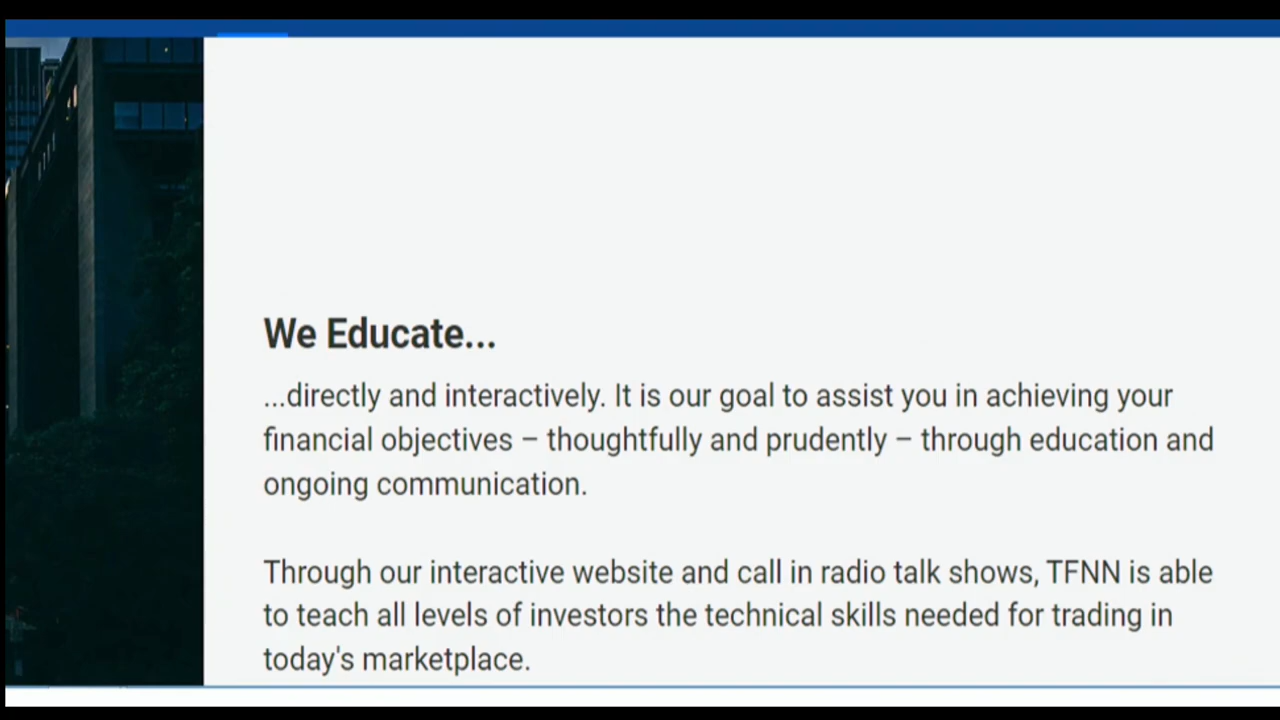 We Educate...
...directly and interactively. It is our goal to assist you in achieving your
financial objectives – thoughtfully and prudently – through education and
ongoing communication.
Through our interactive website and call in radio talk shows, TFNN is able
to teach all levels of investors the technical skills needed for trading in
today's marketplace.